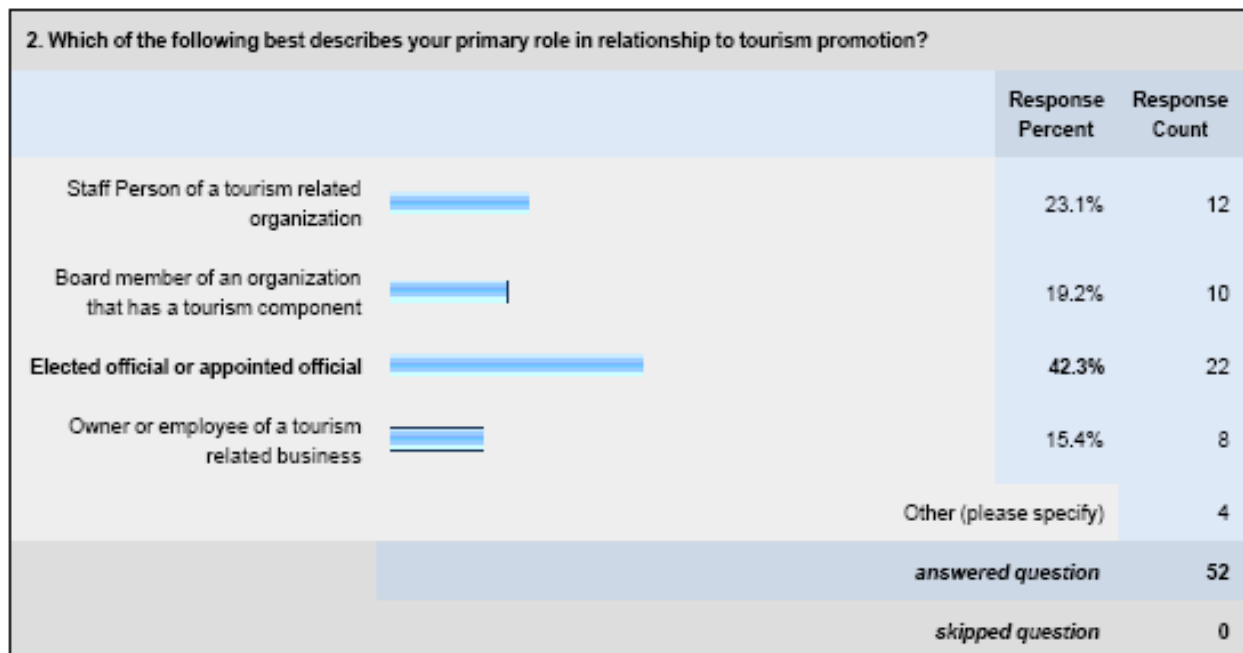 2. Which of the following best describes your primary role in relationship to tourism promotion?
Response Percent
Response Count
Staff Person of a tourism related
organization
23.1%
12
Board member of an organization
that has a tourism component
19.2%
10
Elected official or appointed official
42.3%
22
Owner or employee of a tourism
related business
15.4%
8
Other (please specify)
4
answered question
52
skipped question
0